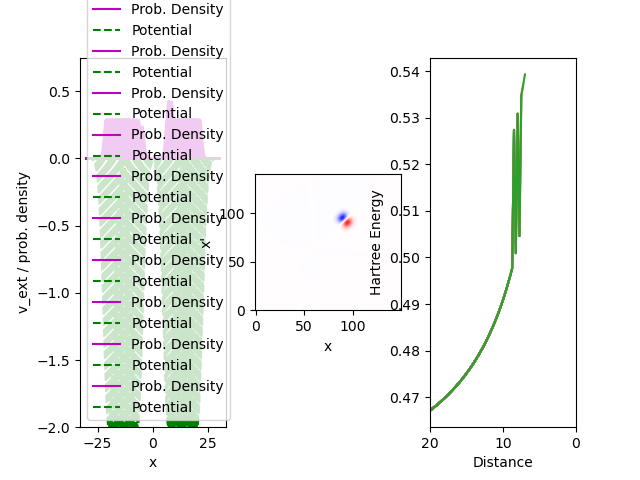 Prob. Density
Potential
Prob. Density
Potential
Prob. Density
Potential
Prob. Density
Potential
Prob. Density
Potential
Prob. Density
Potential
Prob. Density
Potential
Prob. Density
Potential
Prob. Density
Potential
Prob. Density
Potential
0.5
0.0
−0.5
−1.0
−1.5
−2.0
v_ext / prob. density
−25
0
25
x
100
50
0
x'
0
50
100
x
0.54
0.53
0.52
0.51
0.50
0.49
0.48
0.47
Hartree Energy
20
10
0
Distance